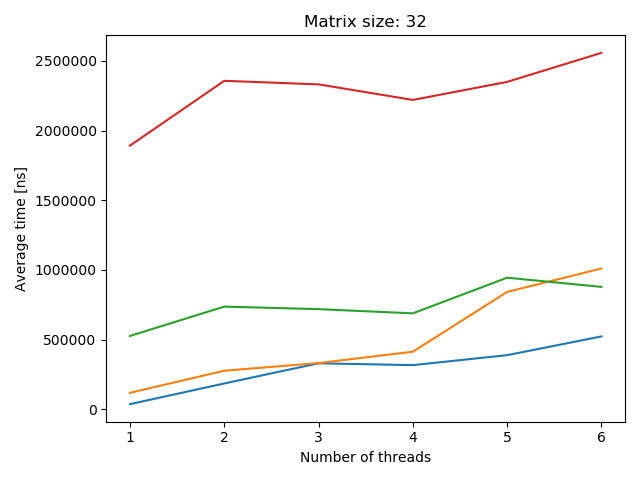 Matrix size: 32
Average time [ns]
2500000
2000000
1500000
1000000
500000
0
1 2 3 4 5 6
Number of threads